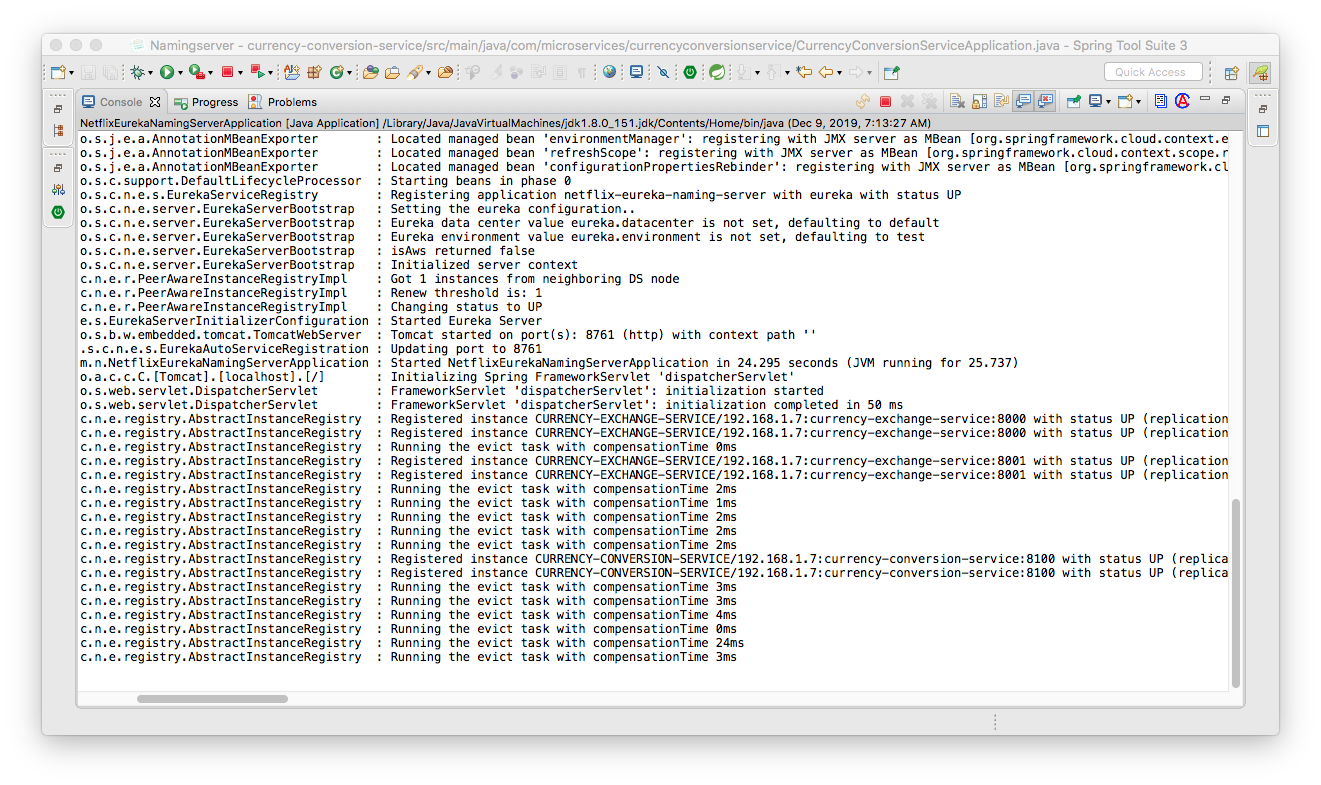 Namingserver - currency-conversion-service/src/main/java/com/microservices/currencyconversionservice/CurrencyConversionServiceApplication.java - Spring Tool Suite 3
Quick Access
Console Progress Problems
NetflixEurekaNamingServerApplication [Java Application] /Library/Java/JavaVirtualMachines/jdk1.8.0_151.jdk/Contents/Home/bin/java (Dec 9, 2019, 7:13:27 AM)
o.s.j.e.a.AnnotationMBeanExporter : Located managed bean 'environmentManager': registering with JMX server as MBean [org.springframework.cloud.context.e
o.s.j.e.a.AnnotationMBeanExporter : Located managed bean 'refreshScope': registering with JMX server as MBean [org.springframework.cloud.context.scope.r
o.s.j.e.a.AnnotationMBeanExporter : Located managed bean 'configurationPropertiesRebinder': registering with JMX server as MBean [org.springframework.cl
o.s.c.support.DefaultLifecycleProcessor : Starting beans in phase 0
o.s.c.n.e.s.EurekaServiceRegistry : Registering application netflix-eureka-naming-server with eureka with status UP
o.s.c.n.e.server.EurekaServerBootstrap : Setting the eureka configuration..
o.s.c.n.e.server.EurekaServerBootstrap : Eureka data center value eureka.datacenter is not set, defaulting to default
o.s.c.n.e.server.EurekaServerBootstrap : Eureka environment value eureka.environment is not set, defaulting to test
o.s.c.n.e.server.EurekaServerBootstrap : isAws returned false
o.s.c.n.e.server.EurekaServerBootstrap : Initialized server context
c.n.e.r.PeerAwareInstanceRegistryImpl : Got 1 instances from neighboring DS node
c.n.e.r.PeerAwareInstanceRegistryImpl : Renew threshold is: 1
c.n.e.r.PeerAwareInstanceRegistryImpl : Changing status to UP
e.s.EurekaServerInitializerConfiguration : Started Eureka Server
o.s.b.w.embedded.tomcat.TomcatWebServer : Tomcat started on port(s): 8761 (http) with context path ''
.s.c.n.e.s.EurekaAutoServiceRegistration : Updating port to 8761
m.n.NetflixEurekaNamingServerApplication : Started NetflixEurekaNamingServerApplication in 24.295 seconds (JVM running for 25.737)
o.a.c.c.C.[Tomcat].[localhost].[/] : Initializing Spring FrameworkServlet 'dispatcherServlet'
o.s.web.servlet.DispatcherServlet : FrameworkServlet 'dispatcherServlet': initialization started
o.s.web.servlet.DispatcherServlet : FrameworkServlet 'dispatcherServlet': initialization completed in 50 ms
c.n.e.registry.AbstractInstanceRegistry : Registered instance CURRENCY-EXCHANGE-SERVICE/192.168.1.7:currency-exchange-service:8000 with status UP (replication
c.n.e.registry.AbstractInstanceRegistry : Registered instance CURRENCY-EXCHANGE-SERVICE/192.168.1.7:currency-exchange-service:8000 with status UP (replication
c.n.e.registry.AbstractInstanceRegistry : Running the evict task with compensationTime 0ms
c.n.e.registry.AbstractInstanceRegistry : Registered instance CURRENCY-EXCHANGE-SERVICE/192.168.1.7:currency-exchange-service:8001 with status UP (replication
c.n.e.registry.AbstractInstanceRegistry : Registered instance CURRENCY-EXCHANGE-SERVICE/192.168.1.7:currency-exchange-service:8001 with status UP (replication
c.n.e.registry.AbstractInstanceRegistry : Running the evict task with compensationTime 2ms
c.n.e.registry.AbstractInstanceRegistry : Running the evict task with compensationTime 1ms
c.n.e.registry.AbstractInstanceRegistry : Running the evict task with compensationTime 2ms
c.n.e.registry.AbstractInstanceRegistry : Running the evict task with compensationTime 2ms
c.n.e.registry.AbstractInstanceRegistry : Running the evict task with compensationTime 2ms
c.n.e.registry.AbstractInstanceRegistry : Registered instance CURRENCY-CONVERSION-SERVICE/192.168.1.7:currency-conversion-service:8100 with status UP (replica
c.n.e.registry.AbstractInstanceRegistry : Registered instance CURRENCY-CONVERSION-SERVICE/192.168.1.7:currency-conversion-service:8100 with status UP (replica
c.n.e.registry.AbstractInstanceRegistry : Running the evict task with compensationTime 3ms
c.n.e.registry.AbstractInstanceRegistry : Running the evict task with compensationTime 3ms
c.n.e.registry.AbstractInstanceRegistry : Running the evict task with compensationTime 4ms
c.n.e.registry.AbstractInstanceRegistry : Running the evict task with compensationTime 0ms
c.n.e.registry.AbstractInstanceRegistry : Running the evict task with compensationTime 24ms
c.n.e.registry.AbstractInstanceRegistry : Running the evict task with compensationTime 3ms